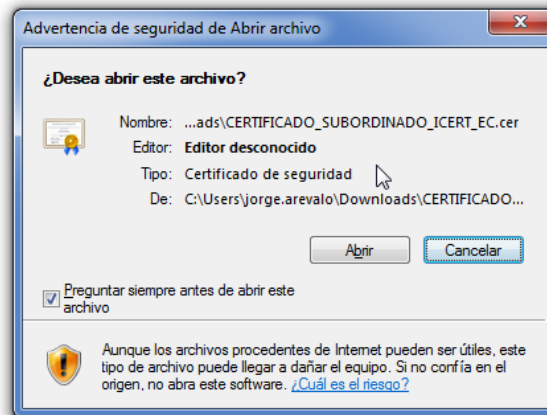 Advertencia de seguridad de Abrir archivo
¿Desea abrir este archivo?
Nombre: ...ads\CERTIFICADO_SUBORDINADO_ICERT_EC.cer
Editor: Editor desconocido
Tipo: Certificado de seguridad
De: C:\Users\jorge.arevalo\Downloads\CERTIFICADO...
Abrir Cancelar
Preguntar siempre antes de abrir este
archivo
Aunque los archivos procedentes de Internet pueden ser útiles, este
tipo de archivo puede llegar a dañar el equipo. Si no confía en el
origen, no abra este software. ¿Cuál es el riesgo?